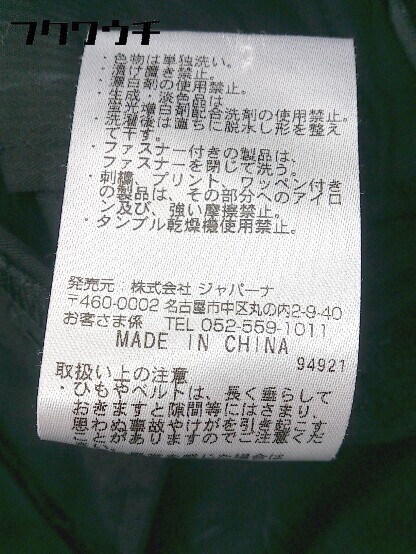 フクワウチ
・色物は単独洗い。
・漬け置き禁止。
・漂白剤の使用禁止。
・生成・淡色品は
蛍光増白剤配合洗剤の使用禁止。
・洗濯後は直ちに脱水し形を整え
て干す。
・ファスナー付きの製品は、
ファスナーを閉じて洗う。
・刺繍、プリント、ワッペン付き
の製品は、その部分へのアイロ
ン及び、強い摩擦禁止。
・タンブル乾燥機使用禁止。
発売元：株式会社 ジャパーナ
〒460-0002 名古屋市中区丸の内2-9-40
お客さま係 TEL 052-559-1011
MADE IN CHINA
94921
取扱い上の注意
・ひもやベルトは、長く垂らして
おきますと隙間等にはさまり、
思わぬ事故やけがを引き起こす
ことがありますのでご注意くだ